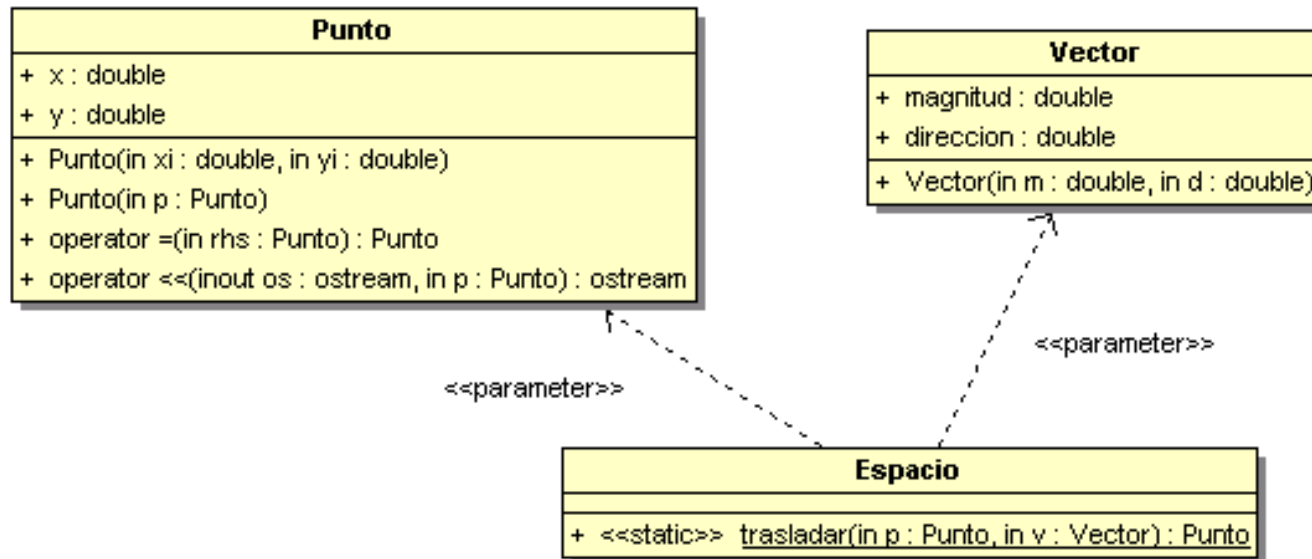 Punto
+ x : double
+ y : double
+ Punto(in xi : double, in yi : double)
+ Punto(in p : Punto)
+ operator =(in rhs : Punto) : Punto
+ operator <<(inout os : ostream, in p : Punto) : ostream
Vector
+ magnitud : double
+ direccion : double
+ Vector(in m : double, in d : double)
<<parameter>>
<<parameter>>
Espacio
+ <<static>> trasladar(in p : Punto, in v : Vector) : Punto